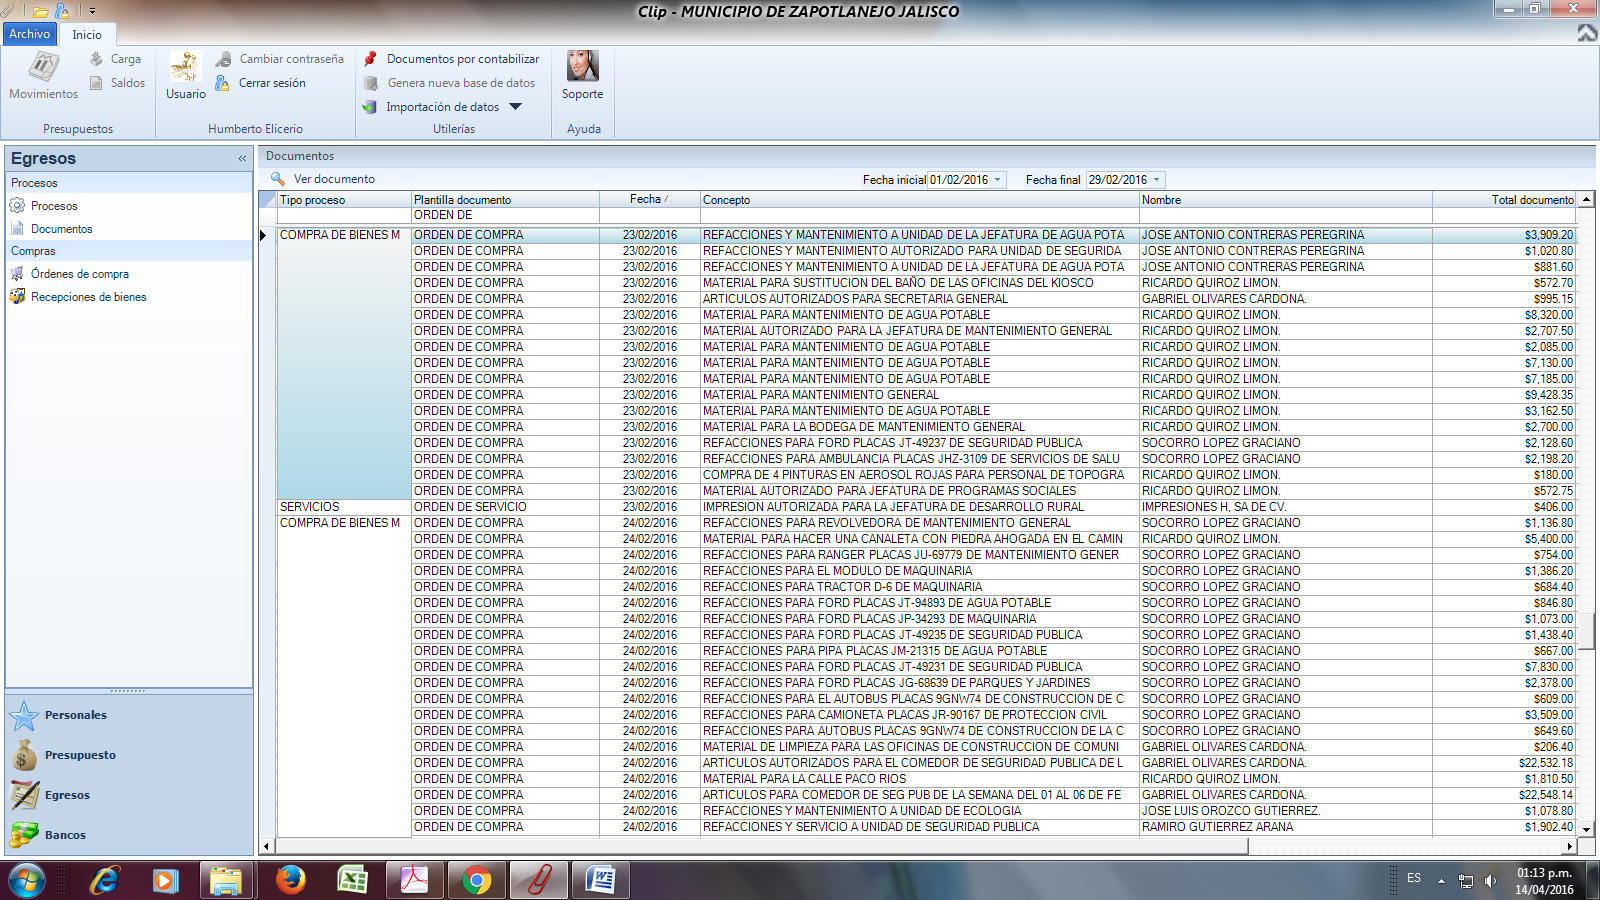 Clip - MUNICIPIO DE ZAPOTLANEJO JALISCO
Archivo Inicio
Movimientos Carga Saldos
Presupuestos
Usuario Cambiar contraseña Cerrar sesión
Humberto Elicerio
Documentos por contabilizar
Genera nueva base de datos
Importación de datos
Utilerías
Soporte
Ayuda
Egresos «
Procesos
Procesos
Documentos
Compras
Órdenes de compra
Recepciones de bienes
Personales
Presupuesto
Egresos
Bancos
Documentos
Ver documento Fecha inicial 01/02/2016 Fecha final 29/02/2016
Tipo proceso Plantilla documento Fecha / Concepto Nombre Total documento
ORDEN DE
COMPRA DE BIENES M ORDEN DE COMPRA 23/02/2016 REFACCIONES Y MANTENIMIENTO A UNIDAD DE LA JEFATURA DE AGUA POTA JOSE ANTONIO CONTRERAS PEREGRINA $3,909.20
ORDEN DE COMPRA 23/02/2016 REFACCIONES Y MANTENIMIENTO AUTORIZADO PARA UNIDAD DE SEGURIDA JOSE ANTONIO CONTRERAS PEREGRINA $1,020.80
ORDEN DE COMPRA 23/02/2016 REFACCIONES Y MANTENIMIENTO A UNIDAD DE LA JEFATURA DE AGUA POTA JOSE ANTONIO CONTRERAS PEREGRINA $881.60
ORDEN DE COMPRA 23/02/2016 MATERIAL PARA SUSTITUCION DEL BAÑO DE LAS OFICINAS DEL KIOSCO RICARDO QUIROZ LIMON. $572.70
ORDEN DE COMPRA 23/02/2016 ARTICULOS AUTORIZADOS PARA SECRETARIA GENERAL GABRIEL OLIVARES CARDONA. $995.15
ORDEN DE COMPRA 23/02/2016 MATERIAL PARA MANTENIMIENTO DE AGUA POTABLE RICARDO QUIROZ LIMON. $8,320.00
ORDEN DE COMPRA 23/02/2016 MATERIAL AUTORIZADO PARA LA JEFATURA DE MANTENIMIENTO GENERAL RICARDO QUIROZ LIMON. $2,707.50
ORDEN DE COMPRA 23/02/2016 MATERIAL PARA MANTENIMIENTO DE AGUA POTABLE RICARDO QUIROZ LIMON. $2,085.00
ORDEN DE COMPRA 23/02/2016 MATERIAL PARA MANTENIMIENTO DE AGUA POTABLE RICARDO QUIROZ LIMON. $7,130.00
ORDEN DE COMPRA 23/02/2016 MATERIAL PARA MANTENIMIENTO DE AGUA POTABLE RICARDO QUIROZ LIMON. $7,185.00
ORDEN DE COMPRA 23/02/2016 MATERIAL PARA MANTENIMIENTO GENERAL RICARDO QUIROZ LIMON. $9,428.35
ORDEN DE COMPRA 23/02/2016 MATERIAL PARA MANTENIMIENTO DE AGUA POTABLE RICARDO QUIROZ LIMON. $3,162.50
ORDEN DE COMPRA 23/02/2016 MATERIAL PARA LA BODEGA DE MANTENIMIENTO GENERAL RICARDO QUIROZ LIMON. $2,700.00
ORDEN DE COMPRA 23/02/2016 REFACCIONES PARA FORD PLACAS JT-49237 DE SEGURIDAD PUBLICA SOCORRO LOPEZ GRACIANO $2,128.60
ORDEN DE COMPRA 23/02/2016 REFACCIONES PARA AMBULANCIA PLACAS JHZ-3109 DE SERVICIOS DE SALU SOCORRO LOPEZ GRACIANO $2,198.20
ORDEN DE COMPRA 23/02/2016 COMPRA DE 4 PINTURAS EN AEROSOL ROJAS PARA PERSONAL DE TOPOGRA RICARDO QUIROZ LIMON. $180.00
ORDEN DE COMPRA 23/02/2016 MATERIAL AUTORIZADO PARA JEFATURA DE PROGRAMAS SOCIALES RICARDO QUIROZ LIMON. $572.75
SERVICIOS ORDEN DE SERVICIO 23/02/2016 IMPRESION AUTORIZADA PARA LA JEFATURA DE DESARROLLO RURAL IMPRESIONES H, SA DE CV. $406.00
COMPRA DE BIENES M ORDEN DE COMPRA 24/02/2016 REFACCIONES PARA REVOLVEDORA DE MANTENIMIENTO GENERAL SOCORRO LOPEZ GRACIANO $1,136.80
ORDEN DE COMPRA 24/02/2016 MATERIAL PARA HACER UNA CANALETA CON PIEDRA AHOGADA EN EL CAMIN RICARDO QUIROZ LIMON. $5,400.00
ORDEN DE COMPRA 24/02/2016 REFACCIONES PARA RANGER PLACAS JU-69779 DE MANTENIMIENTO GENER SOCORRO LOPEZ GRACIANO $754.00
ORDEN DE COMPRA 24/02/2016 REFACCIONES PARA EL MODULO DE MAQUINARIA SOCORRO LOPEZ GRACIANO $1,386.20
ORDEN DE COMPRA 24/02/2016 REFACCIONES PARA TRACTOR D-6 DE MAQUINARIA SOCORRO LOPEZ GRACIANO $684.40
ORDEN DE COMPRA 24/02/2016 REFACCIONES PARA FORD PLACAS JT-94893 DE AGUA POTABLE SOCORRO LOPEZ GRACIANO $846.80
ORDEN DE COMPRA 24/02/2016 REFACCIONES PARA FORD PLACAS JP-34293 DE MAQUINARIA SOCORRO LOPEZ GRACIANO $1,073.00
ORDEN DE COMPRA 24/02/2016 REFACCIONES PARA FORD PLACAS JT-49235 DE SEGURIDAD PUBLICA SOCORRO LOPEZ GRACIANO $1,438.40
ORDEN DE COMPRA 24/02/2016 REFACCIONES PARA PIPA PLACAS JM-21315 DE AGUA POTABLE SOCORRO LOPEZ GRACIANO $667.00
ORDEN DE COMPRA 24/02/2016 REFACCIONES PARA FORD PLACAS JT-49231 DE SEGURIDAD PUBLICA SOCORRO LOPEZ GRACIANO $7,830.00
ORDEN DE COMPRA 24/02/2016 REFACCIONES PARA FORD PLACAS JG-68639 DE PARQUES Y JARDINES SOCORRO LOPEZ GRACIANO $2,378.00
ORDEN DE COMPRA 24/02/2016 REFACCIONES PARA EL AUTOBUS PLACAS 9GNW74 DE CONSTRUCCION DE C SOCORRO LOPEZ GRACIANO $609.00
ORDEN DE COMPRA 24/02/2016 REFACCIONES PARA CAMIONETA PLACAS JR-90167 DE PROTECCION CIVIL SOCORRO LOPEZ GRACIANO $3,509.00
ORDEN DE COMPRA 24/02/2016 REFACCIONES PARA AUTOBUS PLACAS 9GNW74 DE CONSTRUCCION DE LA C SOCORRO LOPEZ GRACIANO $649.60
ORDEN DE COMPRA 24/02/2016 MATERIAL DE LIMPIEZA PARA LAS OFICINAS DE CONSTRUCCION DE COMUNI GABRIEL OLIVARES CARDONA. $206.40
ORDEN DE COMPRA 24/02/2016 ARTICULOS AUTORIZADOS PARA EL COMEDOR DE SEGURIDAD PUBLICA DE L GABRIEL OLIVARES CARDONA. $22,532.18
ORDEN DE COMPRA 24/02/2016 MATERIAL PARA LA CALLE PACO RIOS RICARDO QUIROZ LIMON. $1,810.50
ORDEN DE COMPRA 24/02/2016 ARTICULOS PARA COMEDOR DE SEG PUB DE LA SEMANA DEL 01 AL 06 DE FE GABRIEL OLIVARES CARDONA. $22,548.14
ORDEN DE COMPRA 24/02/2016 REFACCIONES Y MANTENIMIENTO A UNIDAD DE ECOLOGIA JOSE LUIS OROZCO GUTIERREZ. $1,078.80
ORDEN DE COMPRA 24/02/2016 REFACCIONES Y SERVICIO A UNIDAD DE SEGURIDAD PUBLICA RAMIRO GUTIERREZ ARANA $1,902.40
ES 01:13 p.m.
14/04/2016